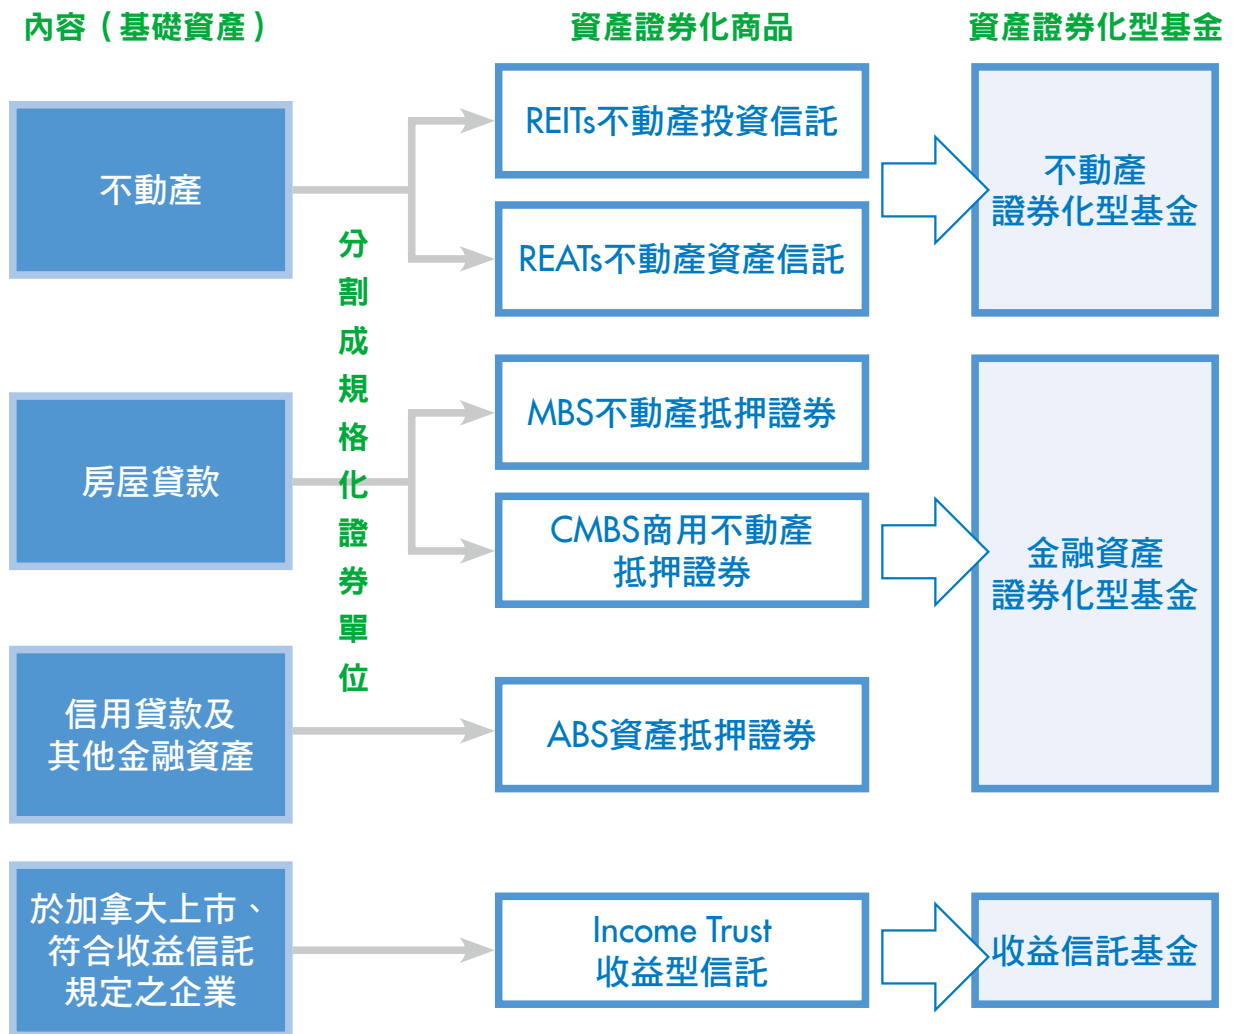 內容（基礎資產）
資產證券化商品
資產證券化型基金
不動產
分割成規格化證券單位
REITs不動產投資信託
REATs不動產資產信託
不動產
證券化型基金
房屋貸款
MBS不動產抵押證券
CMBS商用不動產
抵押證券
金融資產
證券化型基金
信用貸款及
其他金融資產
ABS資產抵押證券
於加拿大上市、
符合收益信託
規定之企業
Income Trust
收益型信託
收益信託基金